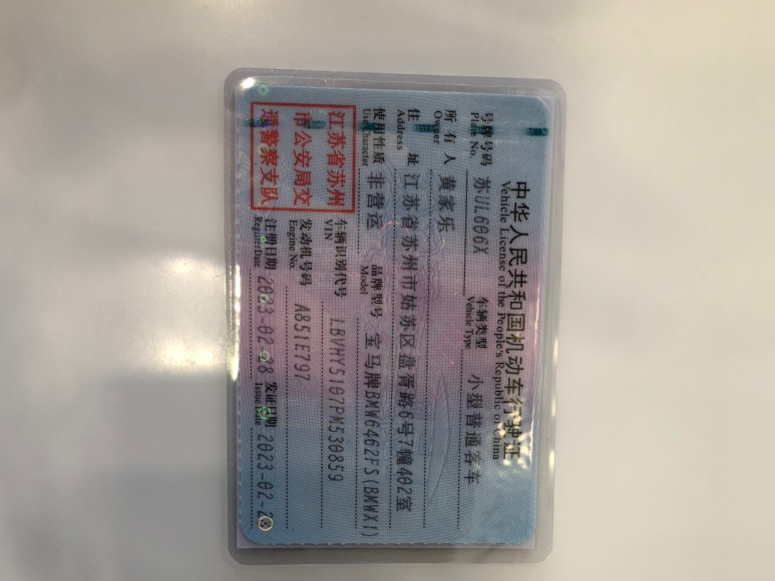 中华人民共和国机动车行驶证
Vehicle License of the People's Republic of China
号牌号码 苏UL606X 车辆类型 小型普通客车
Plate No. Vehicle Type
所有人 黄家乐
Owner
住址 江苏省苏州市姑苏区盘胥路6号7幢402室
Address
使用性质 非营运 品牌型号 宝马牌BMW6462FS(BMWX1)
Use Character Model
江苏省苏州
市公安局交
通警察支队
车辆识别代号 LBVHY5107PM530859
VIN
发动机号码 A851E797
Engine No.
注册日期 2023-02-28 发证日期 2023-02-28
Register Date Issue Date